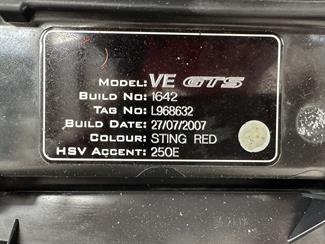 MODEL: VE GTS
BUILD NO: 1642
TAG NO: L968632
BUILD DATE: 27/07/2007
COLOUR: STING RED
HSV ACCENT: 250E